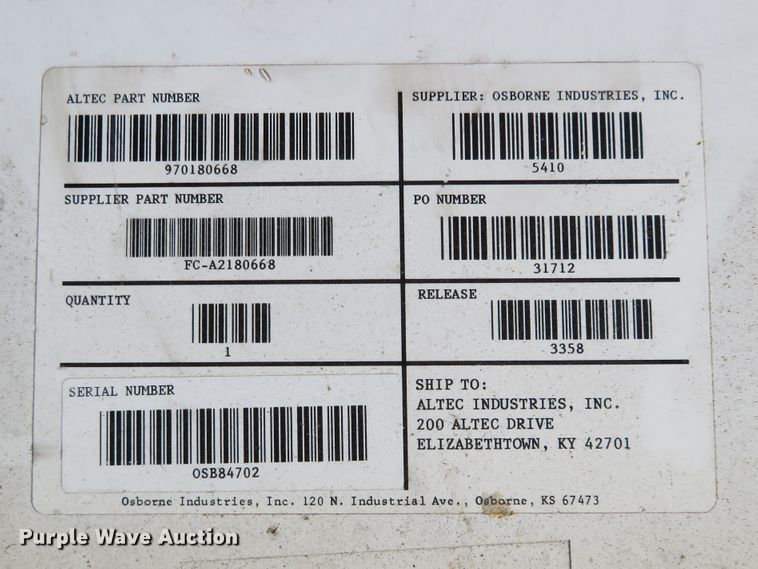 ALTEC PART NUMBER
970180668
SUPPLIER: OSBORNE INDUSTRIES, INC.
5410
SUPPLIER PART NUMBER
FC-A2180668
PO NUMBER
31712
QUANTITY
1
RELEASE
3358
SERIAL NUMBER
OSB84702
SHIP TO:
ALTEC INDUSTRIES, INC.
200 ALTEC DRIVE
ELIZABETHTOWN, KY 42701
Osborne Industries, Inc. 120 N. Industrial Ave., Osborne, KS 67473
Purple Wave Auction